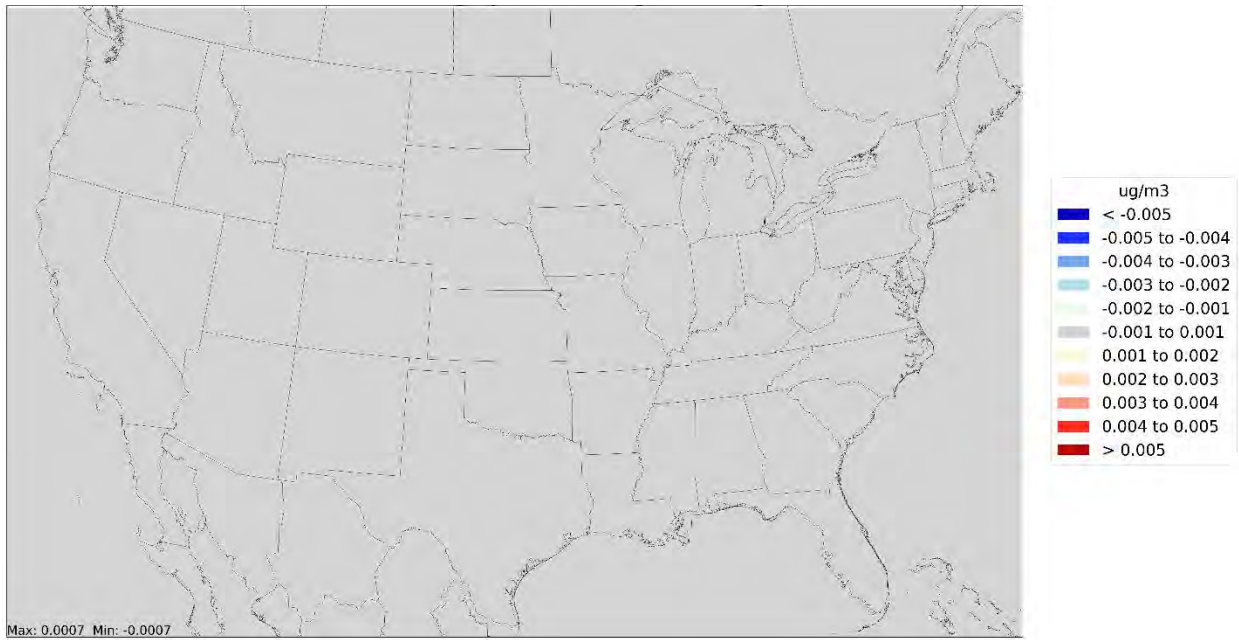 ug/m3
< -0.005
-0.005 to -0.004
-0.004 to -0.003
-0.003 to -0.002
-0.002 to -0.001
-0.001 to 0.001
0.001 to 0.002
0.002 to 0.003
0.003 to 0.004
0.004 to 0.005
> 0.005
Max: 0.0007 Min: -0.0007